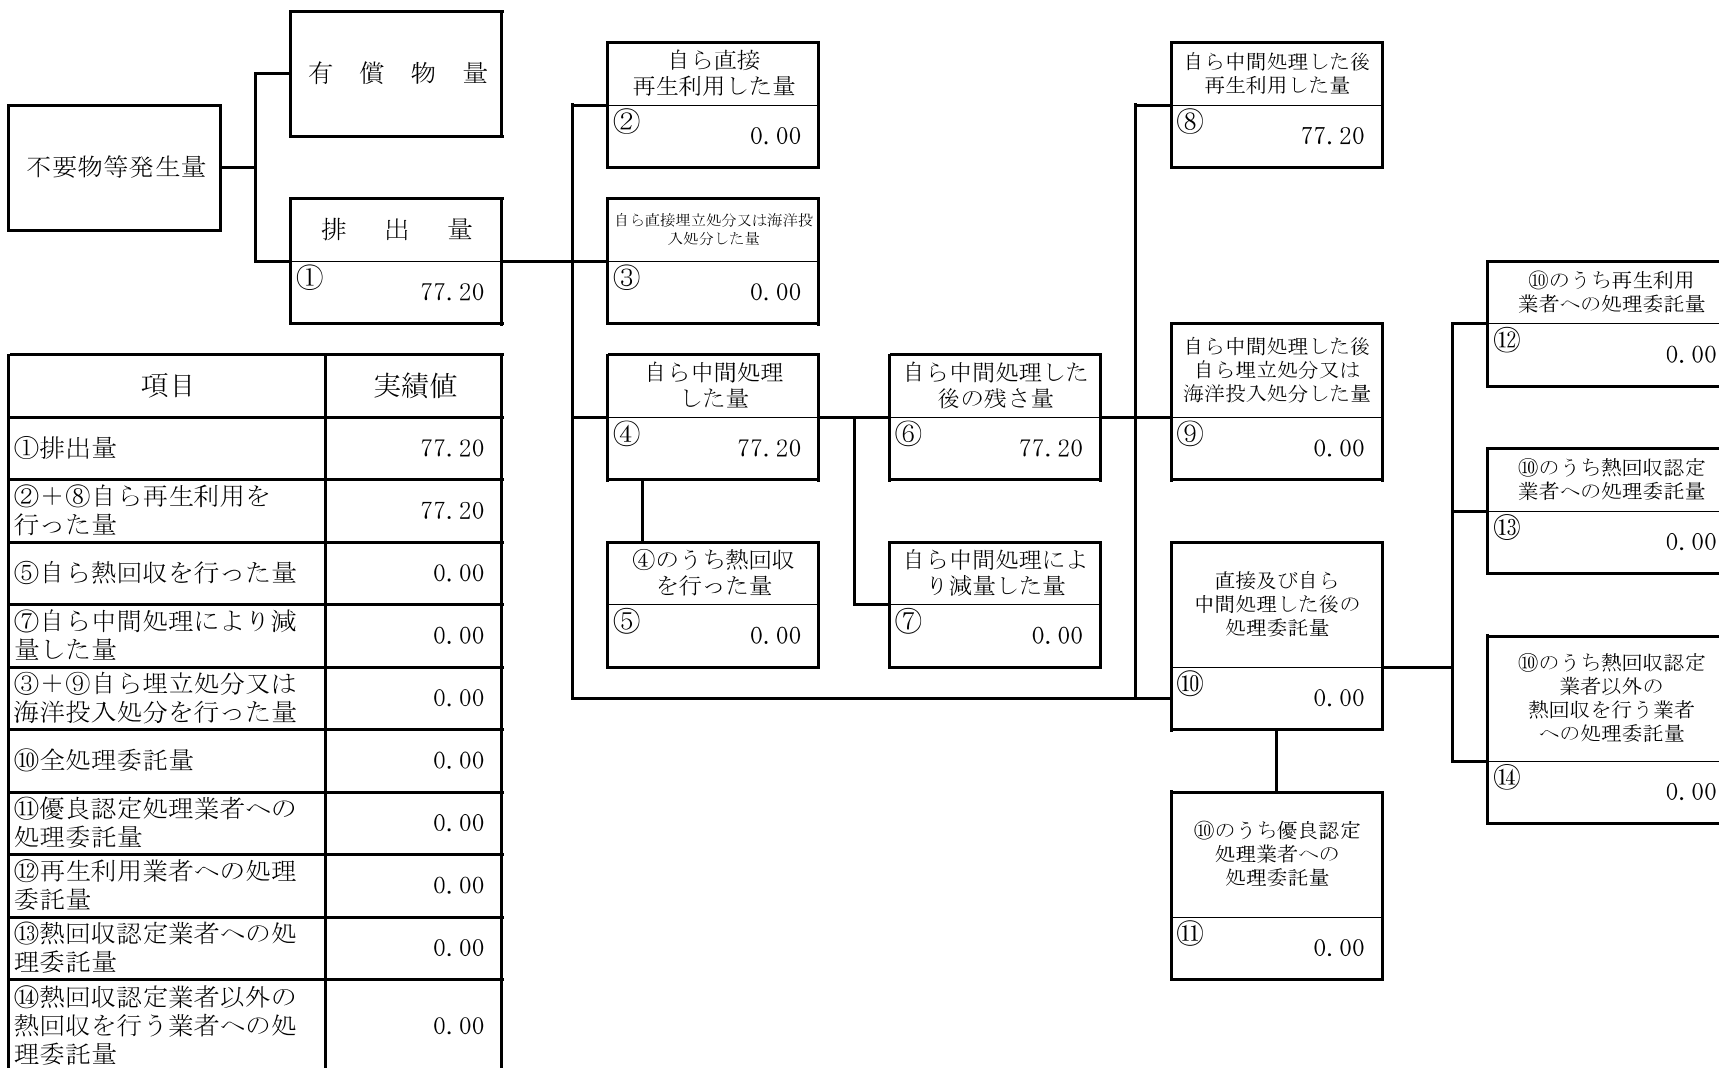 有償物量
不要物等発生量
排出量
①
77.20
自ら直接
再生利用した量
②
0.00
自ら直接埋立処分又は海洋投
入処分した量
③
0.00
自ら中間処理
した量
④
77.20
④のうち熱回収
を行った量
⑤
0.00
自ら中間処理した
後の残さ量
⑥
77.20
自ら中間処理によ
り減量した量
⑦
0.00
自ら中間処理した後
再生利用した量
⑧
77.20
自ら中間処理した後
自ら埋立処分又は
海洋投入処分した量
⑨
0.00
直接及び自ら
中間処理した後の
処理委託量
⑩
0.00
⑩のうち優良認定
処理業者への
処理委託量
⑪
0.00
⑩のうち再生利用
業者への処理委託量
⑫
0.00
⑩のうち熱回収認定
業者への処理委託量
⑬
0.00
⑩のうち熱回収認定
業者以外の
熱回収を行う業者
への処理委託量
⑭
0.00
項目 実績値
①排出量 77.20
②＋⑧自ら再生利用を
行った量 77.20
⑤自ら熱回収を行った量 0.00
⑦自ら中間処理により減
量した量 0.00
③＋⑨自ら埋立処分又は
海洋投入処分を行った量 0.00
⑩全処理委託量 0.00
⑪優良認定処理業者への
処理委託量 0.00
⑫再生利用業者への処理
委託量 0.00
⑬熱回収認定業者への処
理委託量 0.00
⑭熱回収認定業者以外の
熱回収を行う業者への処 0.00
理委託量